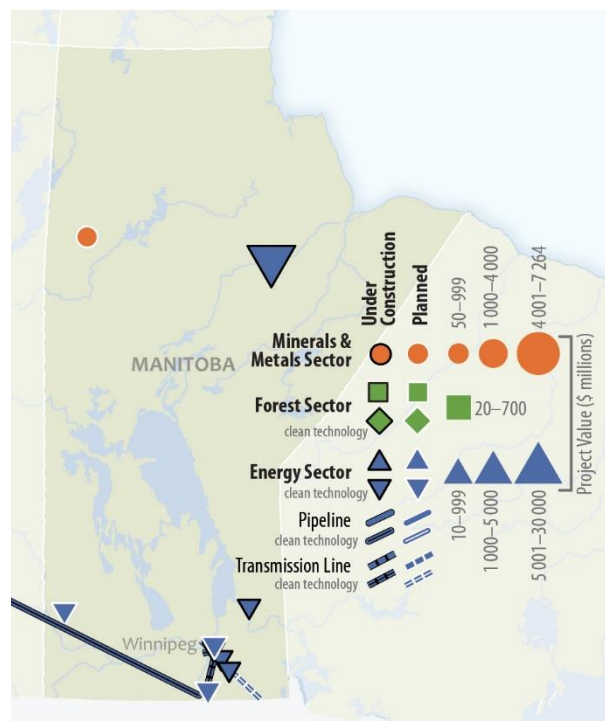 Under
Construction
Planned
50–999
1 000–4 000
4 001–7 264
Minerals &
Metals Sector
MANITOBA
Forest Sector
clean technology
20–700
Energy Sector
clean technology
10–999
1 000–5 000
5 001–30 000
Project Value ($ millions)
Pipeline
clean technology
Transmission Line
clean technology
Winnipeg